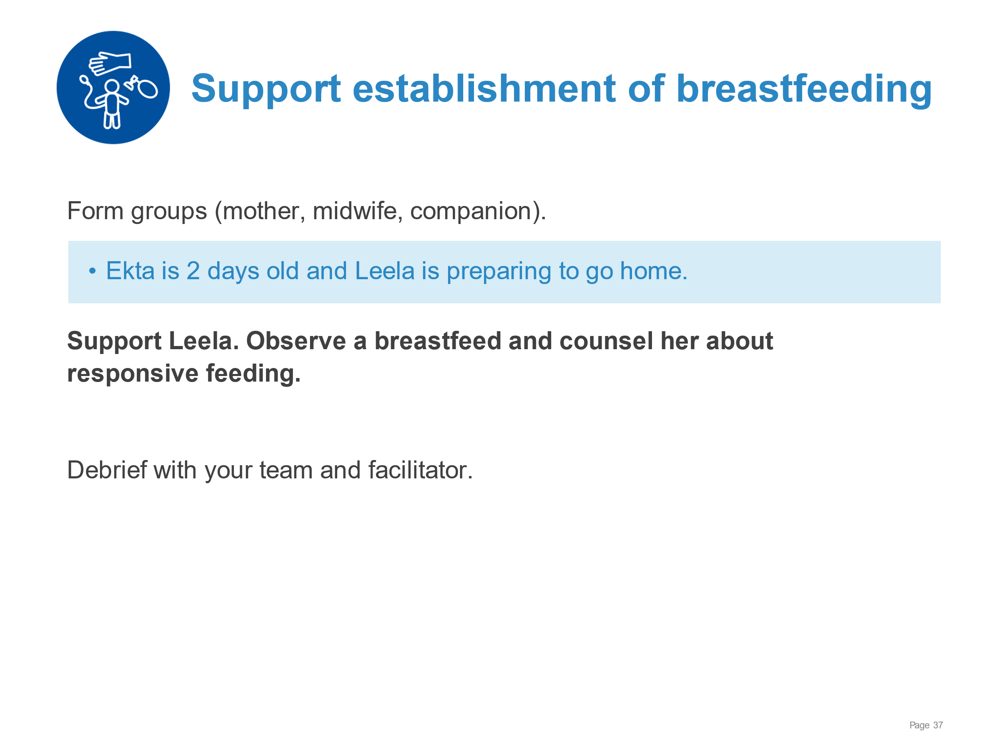 Support establishment of breastfeeding
Form groups (mother, midwife, companion).
• Ekta is 2 days old and Leela is preparing to go home.
Support Leela. Observe a breastfeed and counsel her about
responsive feeding.
Debrief with your team and facilitator.
Page 37